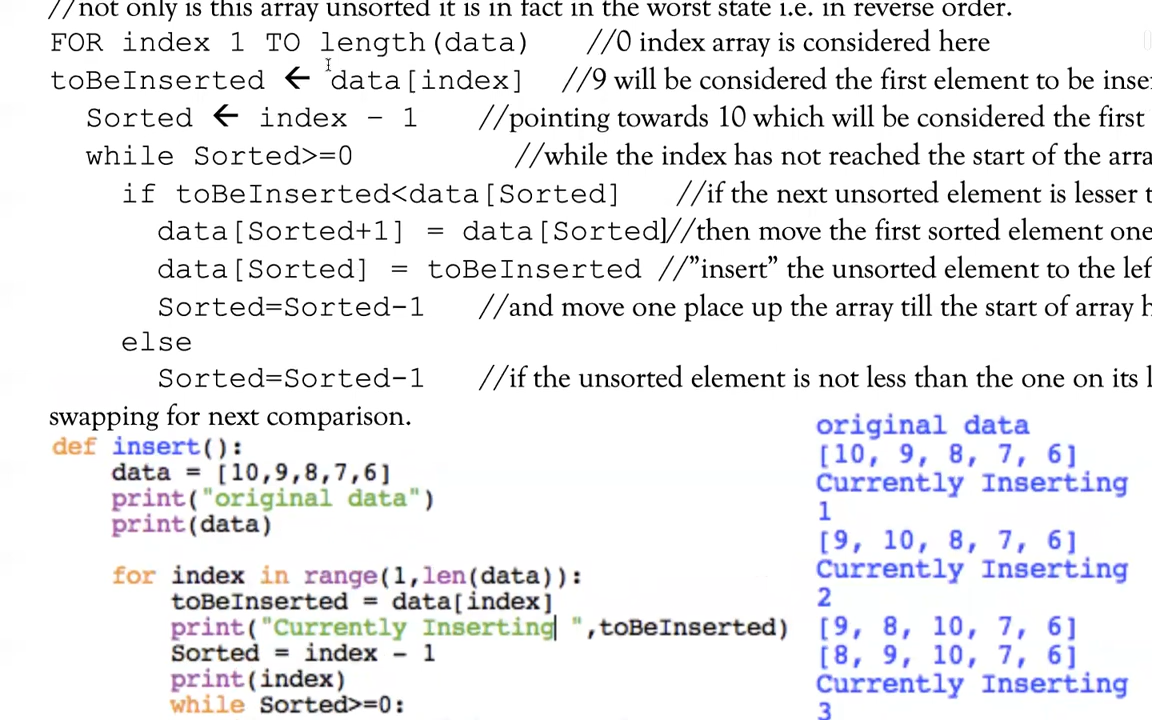 //not only is this array unsorted it is in fact in the worst state i.e. in reverse order.
FOR index 1 TO length(data) //0 index array is considered here
toBeInserted ← data[index] //9 will be considered the first element to be inse
Sorted ← index - 1 //pointing towards 10 which will be considered the first
while Sorted>=0 //while the index has not reached the start of the arra
if toBeInserted<data[Sorted] //if the next unsorted element is lesser t
data[Sorted+1] = data[Sorted]//then move the first sorted element one
data[Sorted] = toBeInserted //”insert” the unsorted element to the lef
Sorted=Sorted-1 //and move one place up the array till the start of array h
else
Sorted=Sorted-1 //if the unsorted element is not less than the one on its l
swapping for next comparison.
def insert():
data = [10,9,8,7,6]
print("original data")
print(data)
for index in range(1,len(data)):
toBeInserted = data[index]
print("Currently Inserting ",toBeInserted)
Sorted = index - 1
print(index)
while Sorted>=0:
original data
[10, 9, 8, 7, 6]
Currently Inserting
1
[9, 10, 8, 7, 6]
Currently Inserting
2
[9, 8, 10, 7, 6]
[8, 9, 10, 7, 6]
Currently Inserting
3